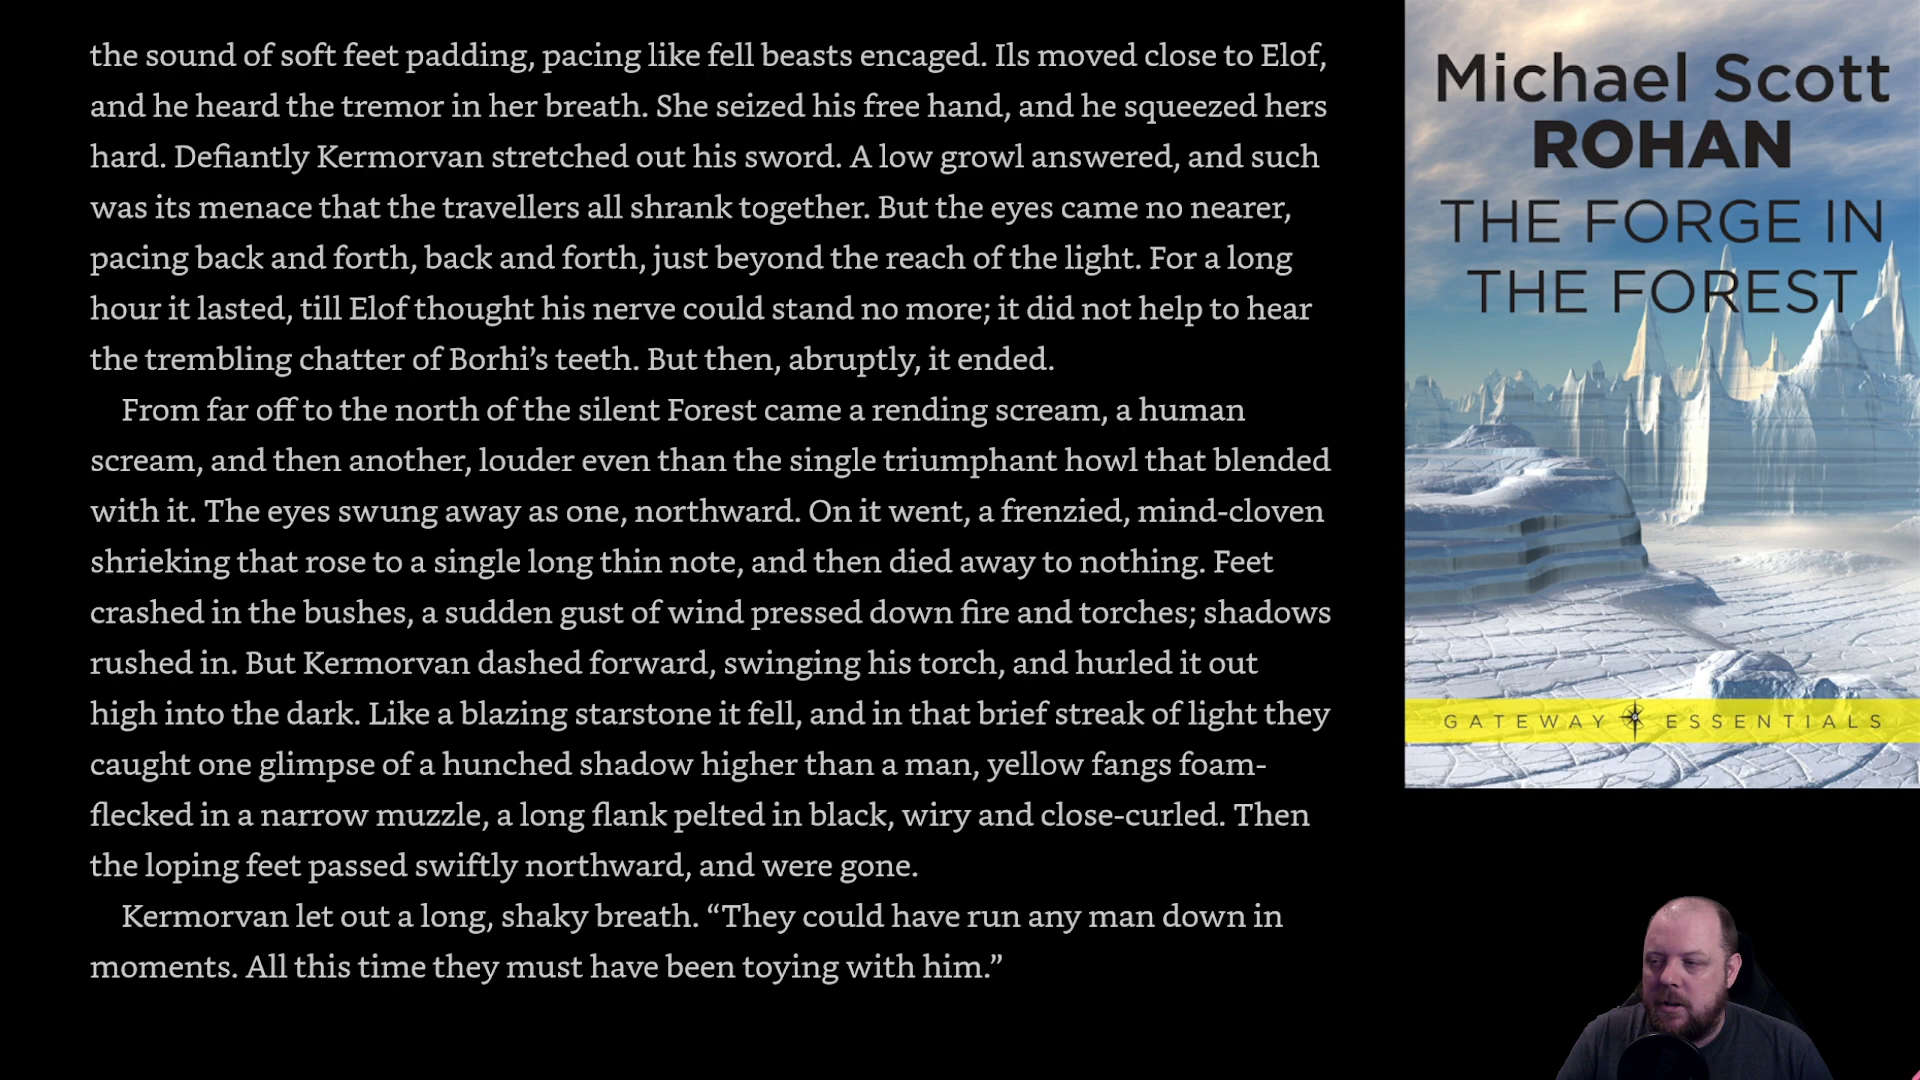 the sound of soft feet padding, pacing like fell beasts encaged. Ils moved close to Elof,
and he heard the tremor in her breath. She seized his free hand, and he squeezed hers
hard. Defiantly Kermorvan stretched out his sword. A low growl answered, and such
was its menace that the travellers all shrank together. But the eyes came no nearer,
pacing back and forth, back and forth, just beyond the reach of the light. For a long
hour it lasted, till Elof thought his nerve could stand no more; it did not help to hear
the trembling chatter of Borhi’s teeth. But then, abruptly, it ended.
From far off to the north of the silent Forest came a rending scream, a human
scream, and then another, louder even than the single triumphant howl that blended
with it. The eyes swung away as one, northward. On it went, a frenzied, mind-cloven
shrieking that rose to a single long thin note, and then died away to nothing. Feet
crashed in the bushes, a sudden gust of wind pressed down fire and torches; shadows
rushed in. But Kermorvan dashed forward, swinging his torch, and hurled it out
high into the dark. Like a blazing starstone it fell, and in that brief streak of light they
caught one glimpse of a hunched shadow higher than a man, yellow fangs foam-
flecked in a narrow muzzle, a long flank pelted in black, wiry and close-curled. Then
the loping feet passed swiftly northward, and were gone.
Kermorvan let out a long, shaky breath. “They could have run any man down in
moments. All this time they must have been toying with him.”
Michael Scott
ROHAN
THE FORGE IN
THE FOREST
GATEWAY ESSENTIALS